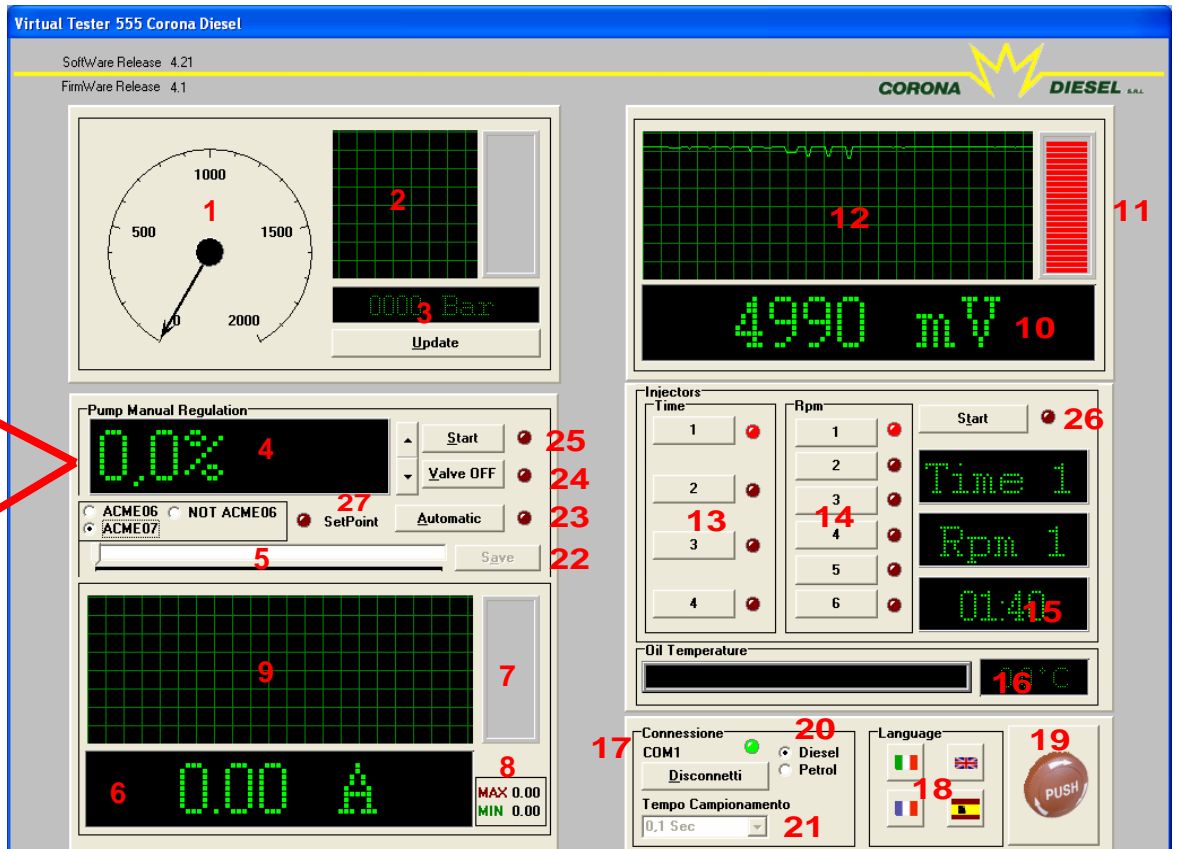 Virtual Tester 555 Corona Diesel
SoftWare Release 4.21
FirmWare Release 4.1
CORONA DIESEL S.R.L.
1000
500
1500
0
2000
1
2
0000 Bar
3
Update
12
11
4990 mV
10
Pump Manual Regulation
0,0%
4
Start
25
Valve OFF
24
ACME06
NOT ACME06
ACME07
27
SetPoint
Automatic
23
5
Save
22
9
7
6
0.00 A
8
MAX 0.00
MIN 0.00
Injectors
Time
1
2
13
3
4
Rpm
1
2
3
14
4
5
6
Start
26
Time 1
Rpm 1
01:40
15
Oil Temperature
16
°C
Connessione
17
COM1
20
Diesel
Petrol
Disconnetti
Tempo Campionamento
0,1 Sec
21
Language
18
19
PUSH